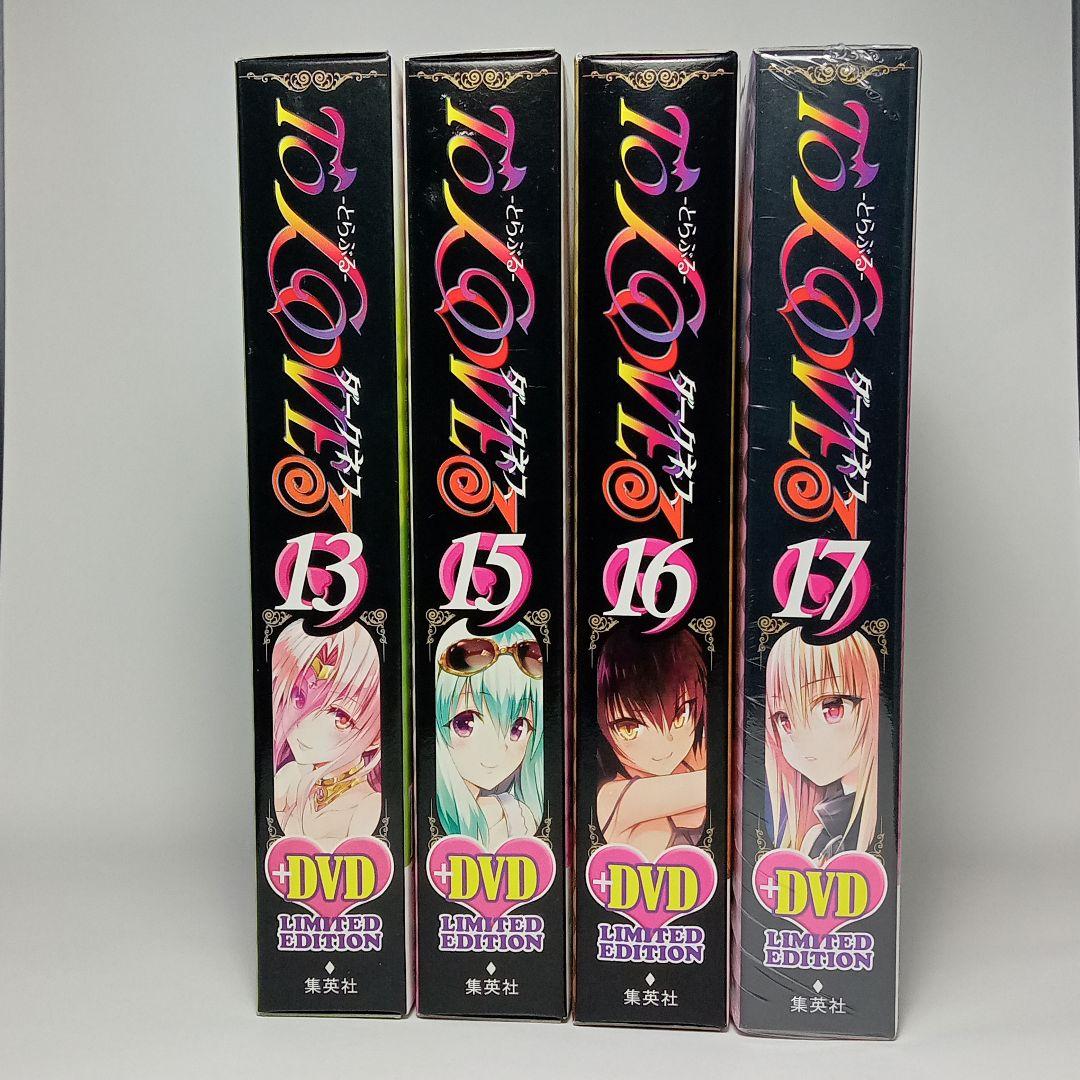 To LOVEる
-とらぶる-
ダークネス
13
+DVD
LIMITED
EDITION
集英社
To LOVEる
-とらぶる-
ダークネス
15
+DVD
LIMITED
EDITION
集英社
To LOVEる
-とらぶる-
ダークネス
16
+DVD
LIMITED
EDITION
集英社
To LOVEる
-とらぶる-
ダークネス
17
+DVD
LIMITED
EDITION
集英社